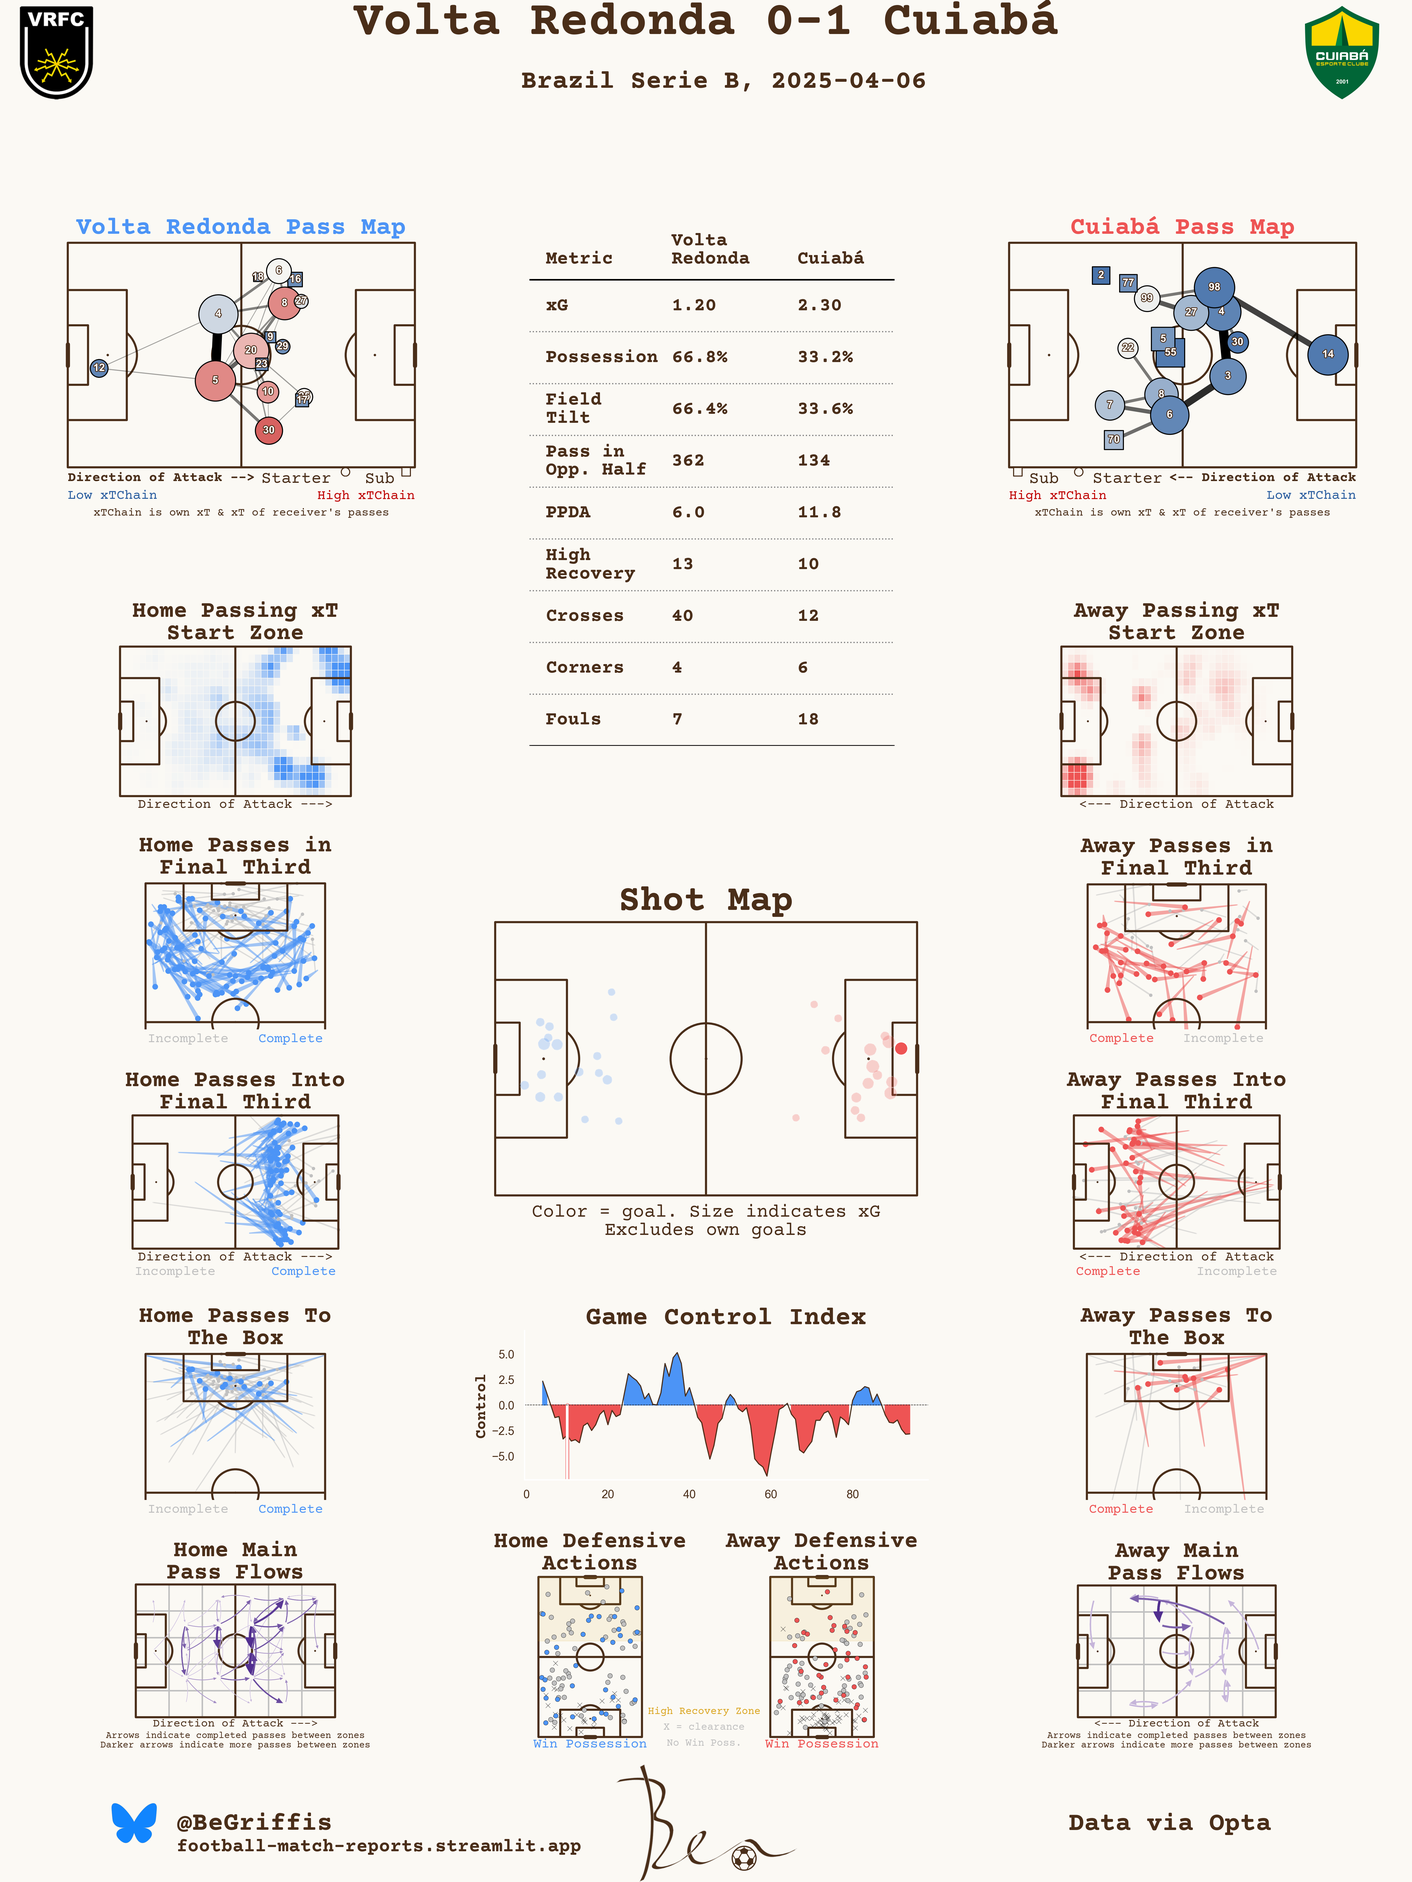 Volta Redonda 0-1 Cuiabá
Brazil Serie B, 2025-04-06
VRFC
CUIABÁ
ESPORTE CLUBE
2001
Volta Redonda Pass Map
18
6
16
8
27
4
9
20
29
23
12
5
10
17
30
Direction of Attack --> Starter Sub
Low xTChain High xTChain
xTChain is own xT & xT of receiver's passes
Metric Volta Redonda Cuiabá
xG 1.20 2.30
Possession 66.8% 33.2%
Field Tilt 66.4% 33.6%
Pass in Opp. Half 362 134
PPDA 6.0 11.8
High Recovery 13 10
Crosses 40 12
Corners 4 6
Fouls 7 18
Cuiabá Pass Map
2
77
99
98
27
4
5
22
55
30
14
3
8
7
6
70
Sub Starter <-- Direction of Attack
High xTChain Low xTChain
xTChain is own xT & xT of receiver's passes
Home Passing xT
Start Zone
Direction of Attack --->
Away Passing xT
Start Zone
<--- Direction of Attack
Home Passes in
Final Third
Incomplete Complete
Away Passes in
Final Third
Complete Incomplete
Shot Map
Color = goal. Size indicates xG
Excludes own goals
Home Passes Into
Final Third
Direction of Attack --->
Incomplete Complete
Away Passes Into
Final Third
<--- Direction of Attack
Complete Incomplete
Home Passes To
The Box
Incomplete Complete
Game Control Index
Control
5.0
2.5
0.0
−2.5
−5.0
0 20 40 60 80
Away Passes To
The Box
Complete Incomplete
Home Main
Pass Flows
Direction of Attack --->
Arrows indicate completed passes between zones
Darker arrows indicate more passes between zones
Home Defensive
Actions
Win Possession
High Recovery Zone
X = clearance
No Win Poss.
Away Defensive
Actions
Win Possession
Away Main
Pass Flows
<--- Direction of Attack
Arrows indicate completed passes between zones
Darker arrows indicate more passes between zones
@BeGriffis
football-match-reports.streamlit.app
Ben
Data via Opta